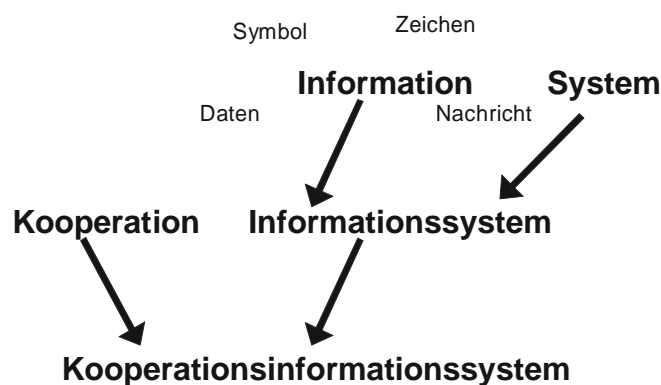 Symbol Zeichen
Information System
Daten Nachricht
Kooperation Informationssystem
Kooperationsinformationssystem